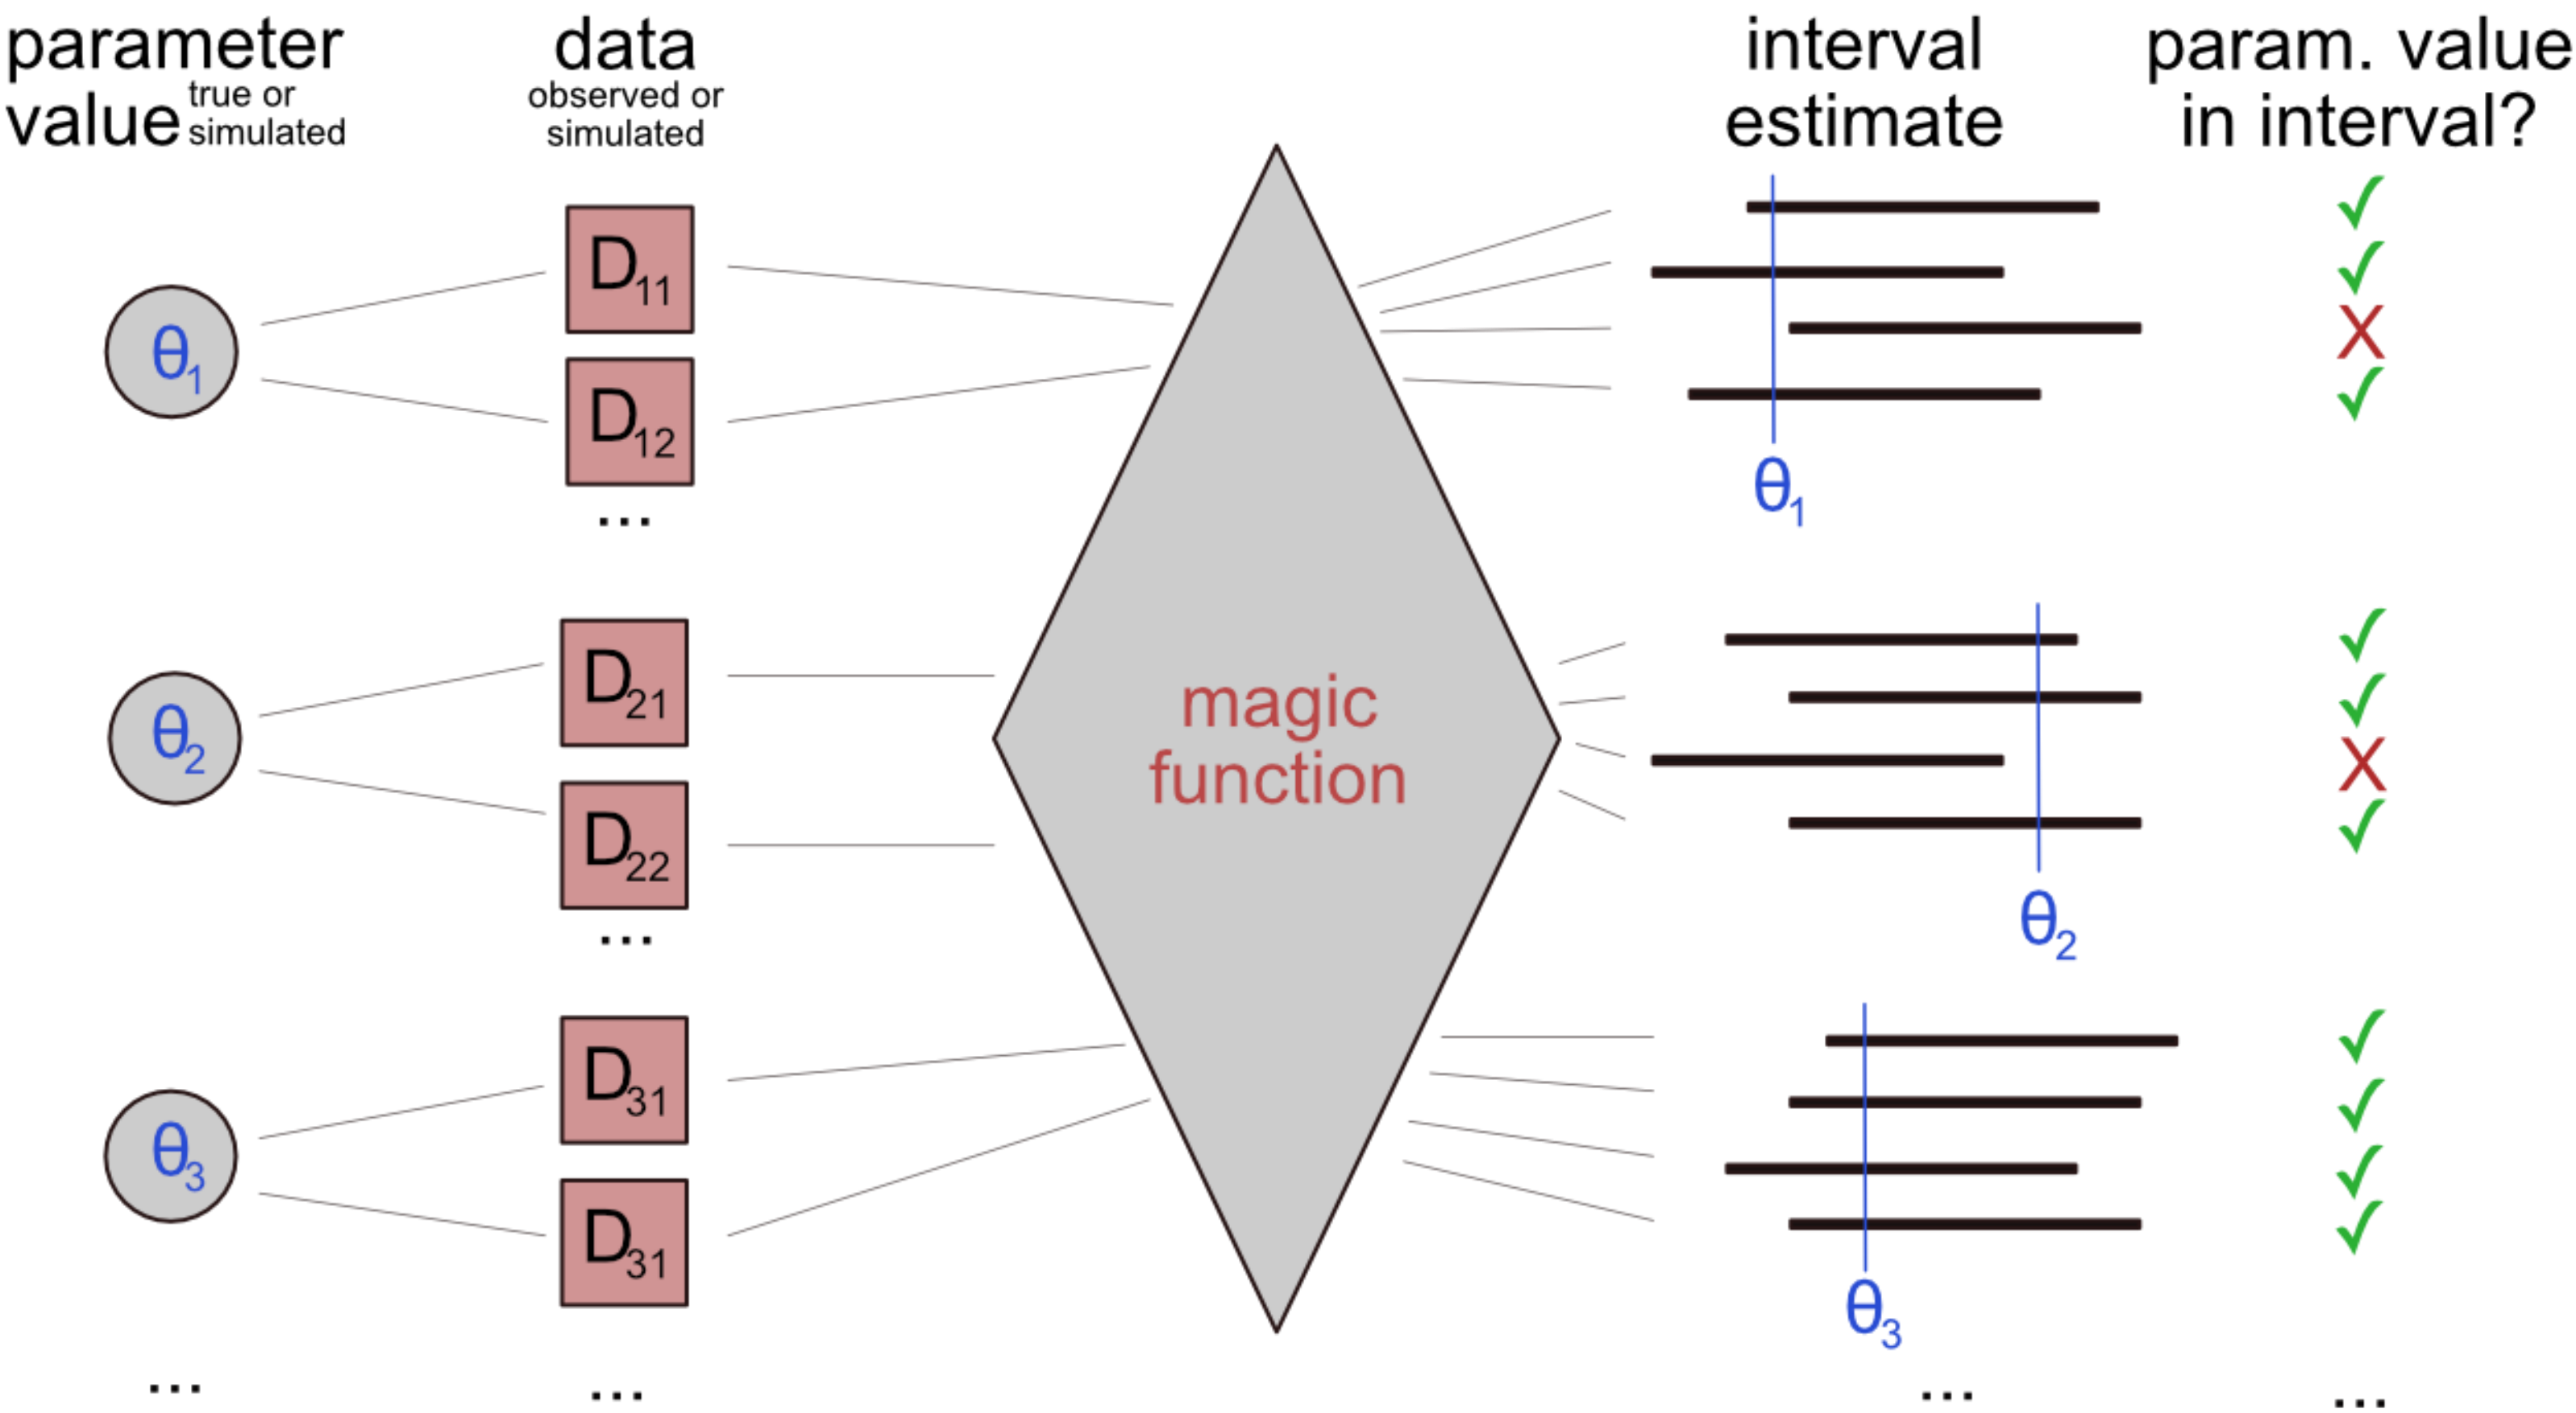 parameter
value true or
simulated
data
observed or
simulated
interval
estimate
param. value
in interval?
θ1
D11
D12
...
θ1
X
θ2
D21
D22
...
magic
function
θ2
X
θ3
D31
D31
θ3
...
...
...
...